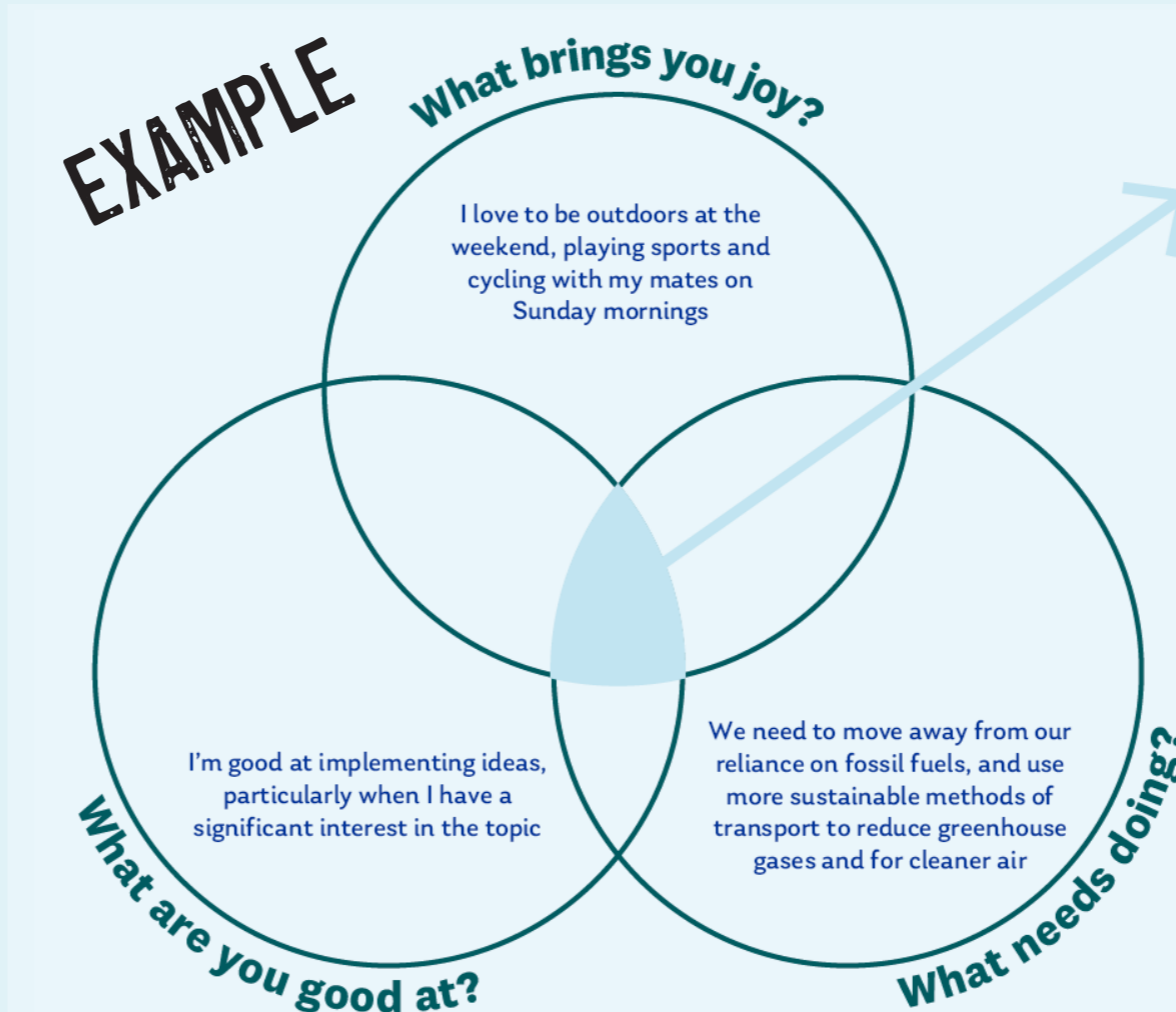 EXAMPLE
What brings you joy?
I love to be outdoors at the
weekend, playing sports and
cycling with my mates on
Sunday mornings
I’m good at implementing ideas,
particularly when I have a
significant interest in the topic
What are you good at?
We need to move away from our
reliance on fossil fuels, and use
more sustainable methods of
transport to reduce greenhouse
gases and for cleaner air
What needs doing?